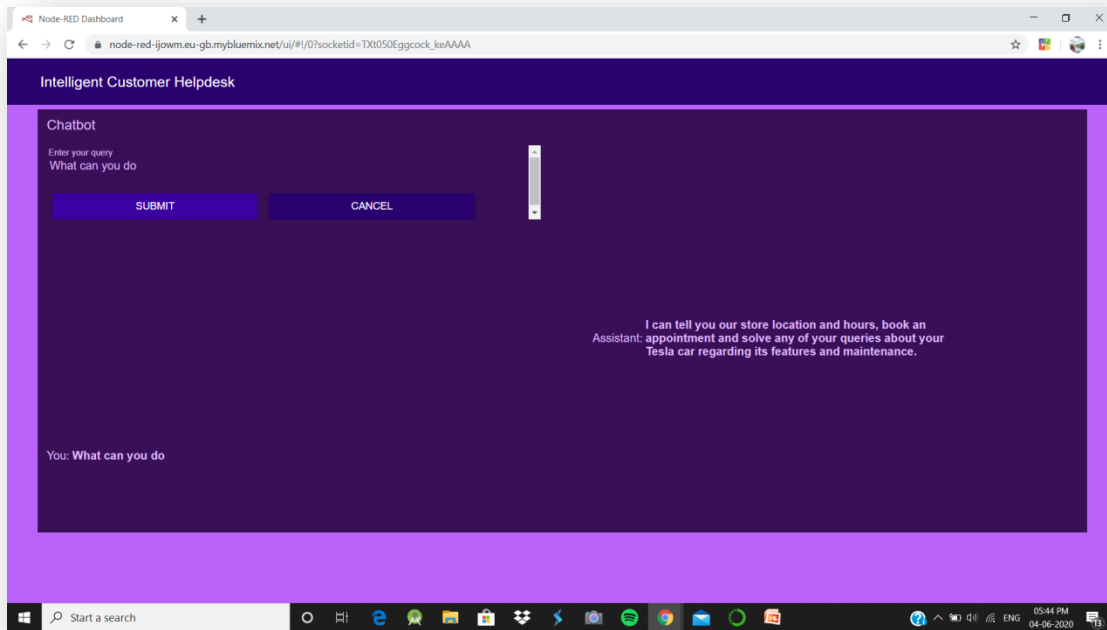 Node-RED Dashboard
node-red-ijowm.eu-gb.mybluemix.net/ui/#!/0?socketid=TXt050Eggcock_keAAAA
Intelligent Customer Helpdesk
Chatbot
Enter your query
What can you do
SUBMIT CANCEL
I can tell you our store location and hours, book an
Assistant: appointment and solve any of your queries about your
Tesla car regarding its features and maintenance.
You: What can you do
Start a search
ENG
05:44 PM
04-06-2020
13